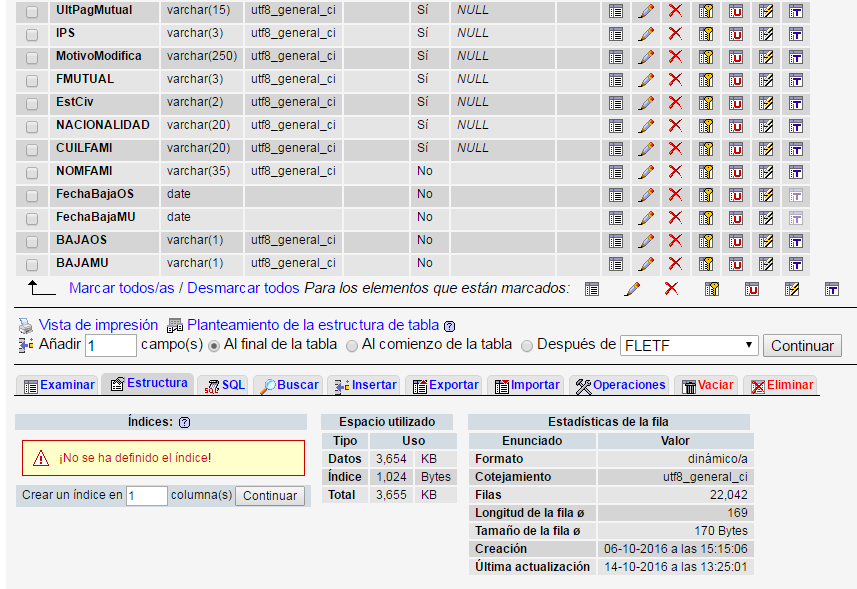 UltPagMutual varchar(15) utf8_general_ci Sí NULL
IPS varchar(3) utf8_general_ci Sí NULL
MotivoModifica varchar(250) utf8_general_ci Sí NULL
FMUTUAL varchar(3) utf8_general_ci Sí NULL
EstCiv varchar(2) utf8_general_ci Sí NULL
NACIONALIDAD varchar(20) utf8_general_ci Sí NULL
CUILFAMI varchar(20) utf8_general_ci Sí NULL
NOMFAMI varchar(35) utf8_general_ci No
FechaBajaOS date No
FechaBajaMU date No
BAJAOS varchar(1) utf8_general_ci No
BAJAMU varchar(1) utf8_general_ci No
Marcar todos/as / Desmarcar todos Para los elementos que están marcados:
Vista de impresión Planteamiento de la estructura de tabla
Añadir 1 campo(s) Al final de la tabla Al comienzo de la tabla Después de FLETF Continuar
Examinar Estructura SQL Buscar Insertar Exportar Importar Operaciones Vaciar Eliminar
Índices:
¡No se ha definido el índice!
Crear un índice en 1 columna(s) Continuar
Espacio utilizado
Tipo Uso
Datos 3,654 KB
Índice 1,024 Bytes
Total 3,655 KB
Estadísticas de la fila
Enunciado Valor
Formato dinámico/a
Cotejamiento utf8_general_ci
Filas 22,042
Longitud de la fila ø 169
Tamaño de la fila ø 170 Bytes
Creación 06-10-2016 a las 15:15:06
Última actualización 14-10-2016 a las 13:25:01